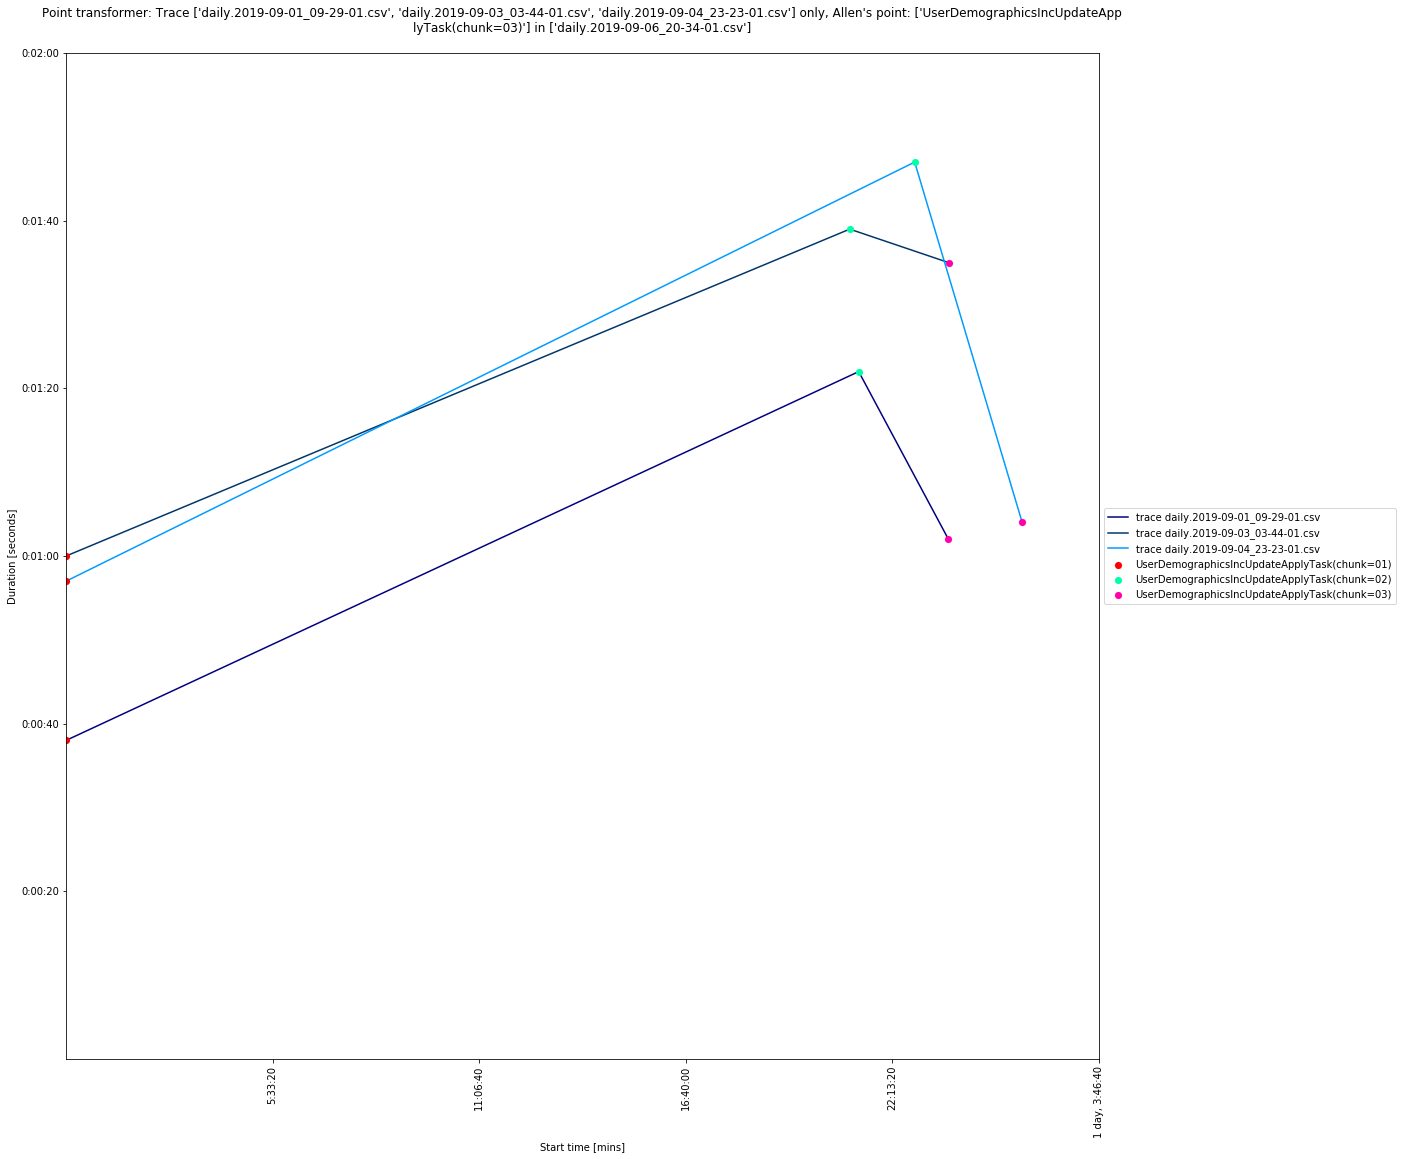 Point transformer: Trace ['daily.2019-09-01_09-29-01.csv', 'daily.2019-09-03_03-44-01.csv', 'daily.2019-09-04_23-23-01.csv'] only, Allen's point: ['UserDemographicsIncUpdateApp
lyTask(chunk=03)'] in ['daily.2019-09-06_20-34-01.csv']
0:02:00
0:01:40
0:01:20
0:01:00
0:00:40
0:00:20
Duration [seconds]
trace daily.2019-09-01_09-29-01.csv
trace daily.2019-09-03_03-44-01.csv
trace daily.2019-09-04_23-23-01.csv
UserDemographicsIncUpdateApplyTask(chunk=01)
UserDemographicsIncUpdateApplyTask(chunk=02)
UserDemographicsIncUpdateApplyTask(chunk=03)
5:33:20
11:06:40
16:40:00
22:13:20
1 day, 3:46:40
Start time [mins]